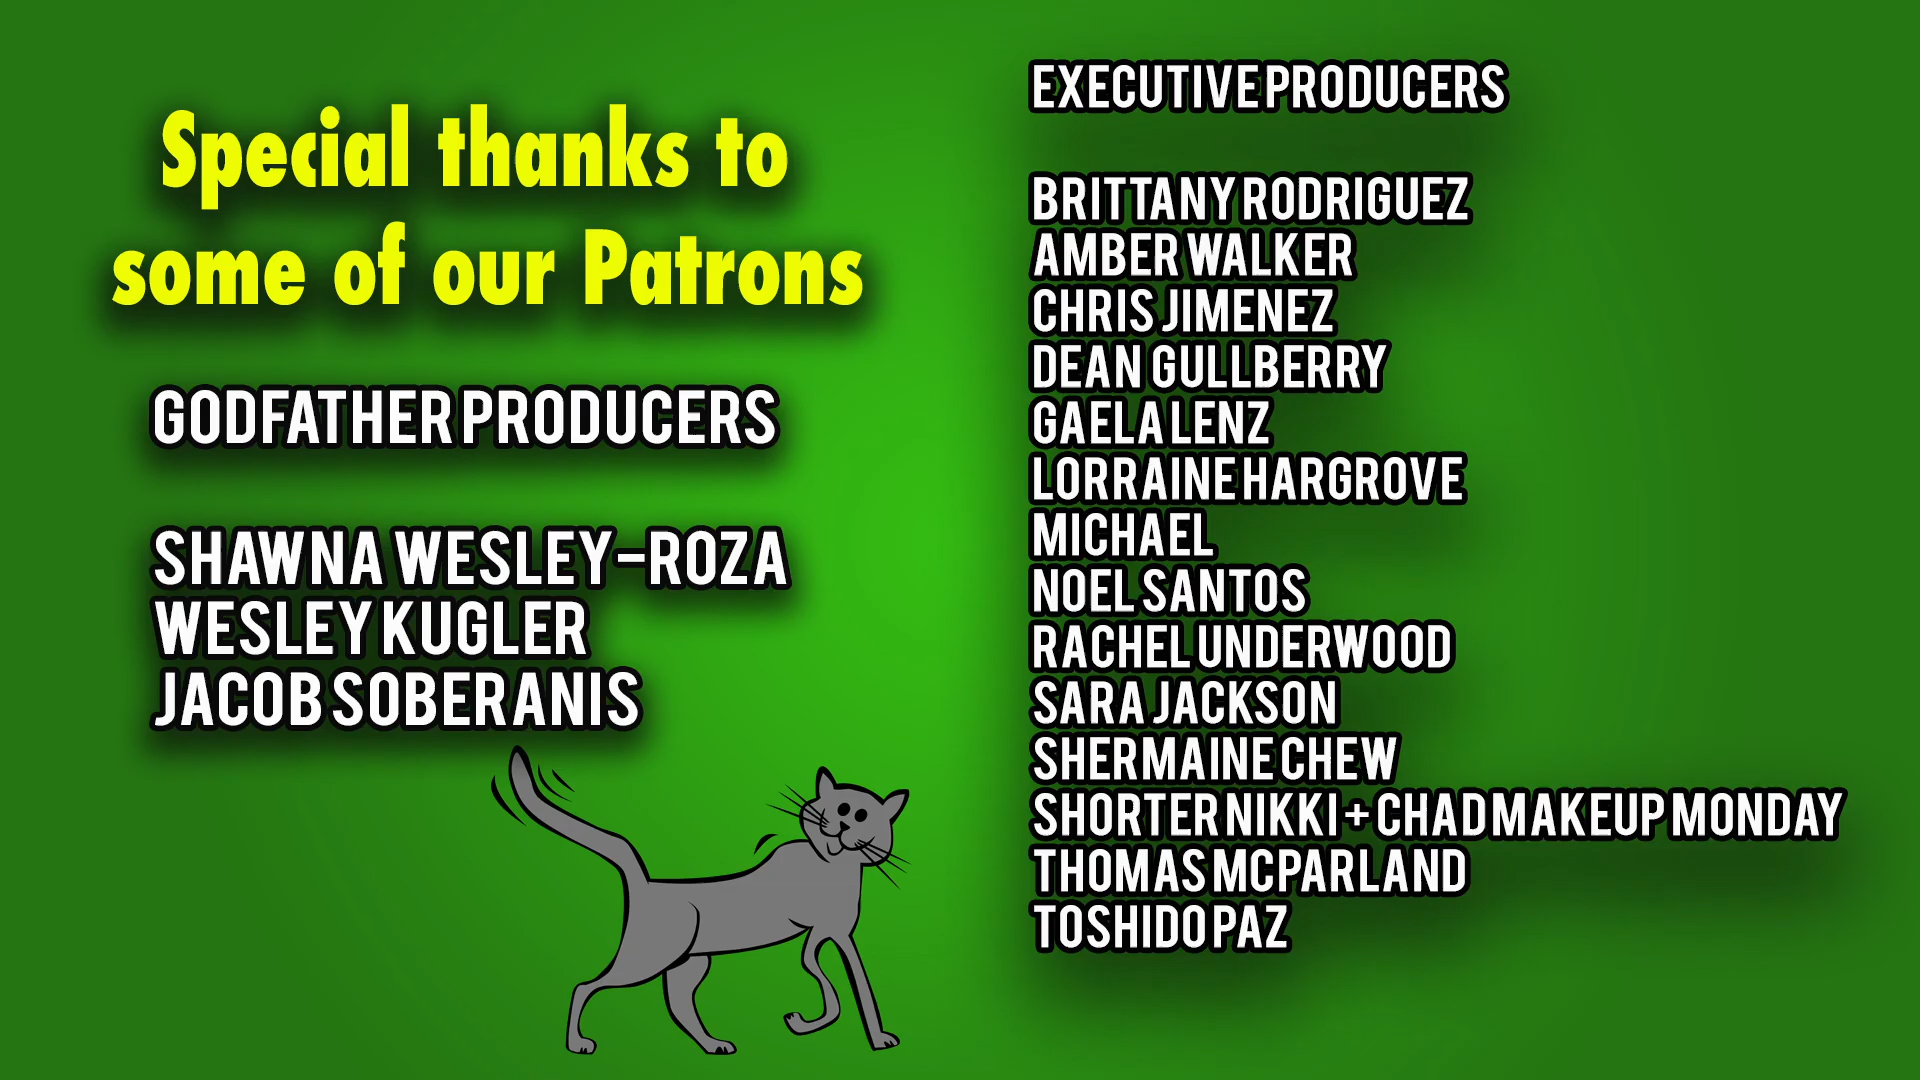 Special thanks to
some of our Patrons
GODFATHER PRODUCERS
SHAWNA WESLEY-ROZA
WESLEY KUGLER
JACOB SOBERANIS
EXECUTIVE PRODUCERS
BRITTANY RODRIGUEZ
AMBER WALKER
CHRIS JIMENEZ
DEAN GULLBERRY
GAELA LENZ
LORRAINE HARGROVE
MICHAEL
NOEL SANTOS
RACHEL UNDERWOOD
SARA JACKSON
SHERMAINE CHEW
SHORTER NIKKI + CHAD MAKEUP MONDAY
THOMAS MCPARLAND
TOSHIDO PAZ